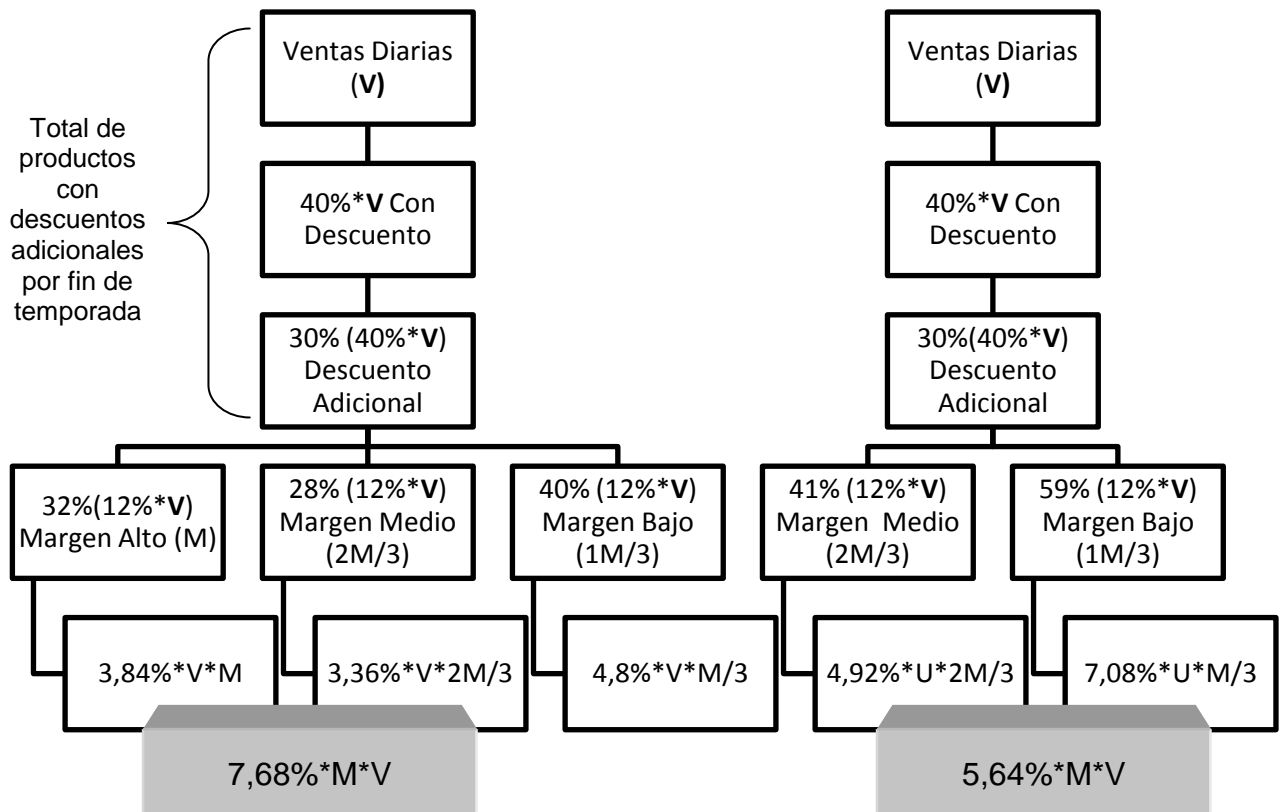 Total de
productos
con
descuentos
adicionales
por fin de
temporada
Ventas Diarias
(V)
40%*V Con
Descuento
30% (40%*V)
Descuento
Adicional
32%(12%*V)
Margen Alto (M)
28% (12%*V)
Margen Medio
(2M/3)
40% (12%*V)
Margen Bajo
(1M/3)
3,84%*V*M
3,36%*V*2M/3
4,8%*V*M/3
7,68%*M*V
Ventas Diarias
(V)
40%*V Con
Descuento
30%(40%*V)
Descuento
Adicional
41% (12%*V)
Margen Medio
(2M/3)
59% (12%*V)
Margen Bajo
(1M/3)
4,92%*U*2M/3
7,08%*U*M/3
5,64%*M*V